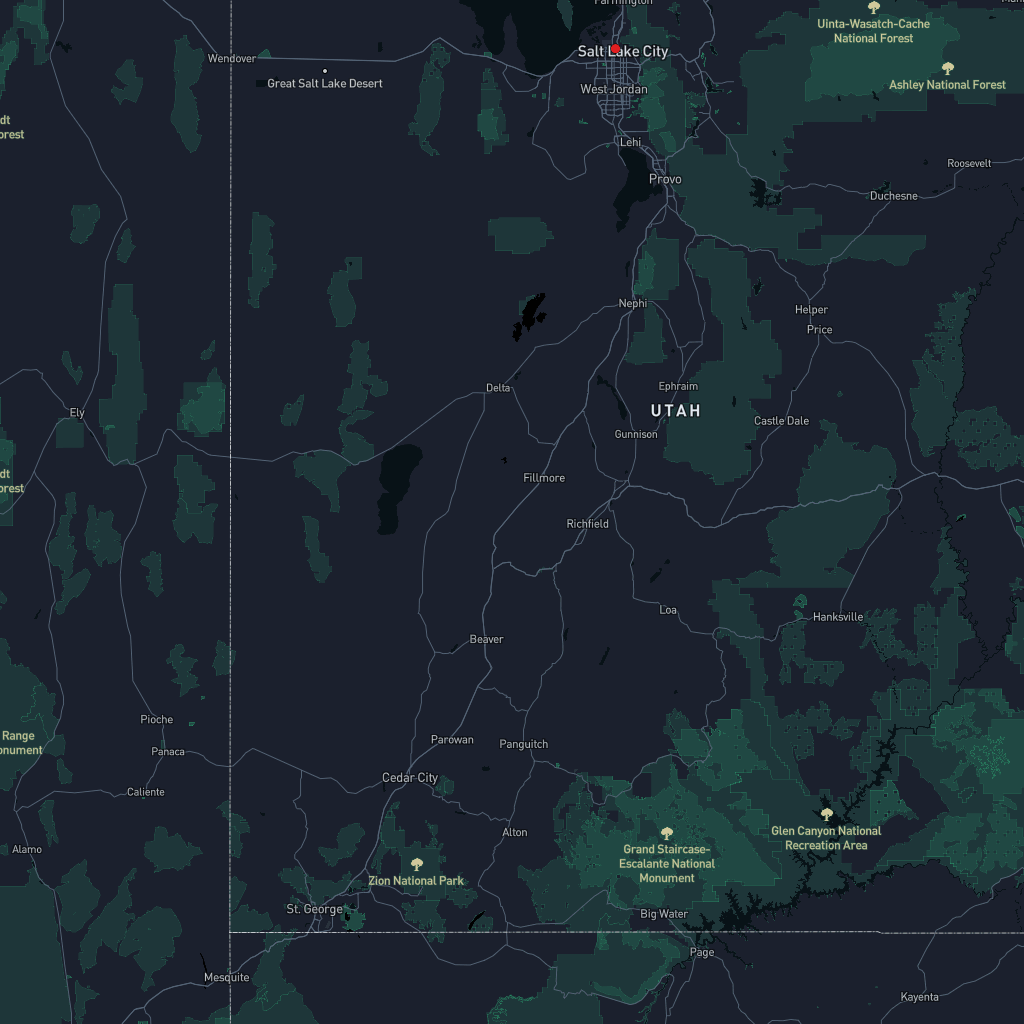 Farmington
Uinta-Wasatch-Cache
National Forest
Salt Lake City
Wendover
Great Salt Lake Desert
West Jordan
Ashley National Forest
dt
orest
Lehi
Roosevelt
Provo
Duchesne
Nephi
Helper
Price
Delta
Ephraim
Ely
UTAH
Castle Dale
Gunnison
dt
orest
Fillmore
Richfield
Loa
Hanksville
Beaver
Pioche
Range
onument
Panaca
Parowan
Panguitch
Cedar City
Caliente
Alton
Glen Canyon National
Recreation Area
Alamo
Grand Staircase-
Escalante National
Monument
Zion National Park
St. George
Big Water
Page
Mesquite
Kayenta